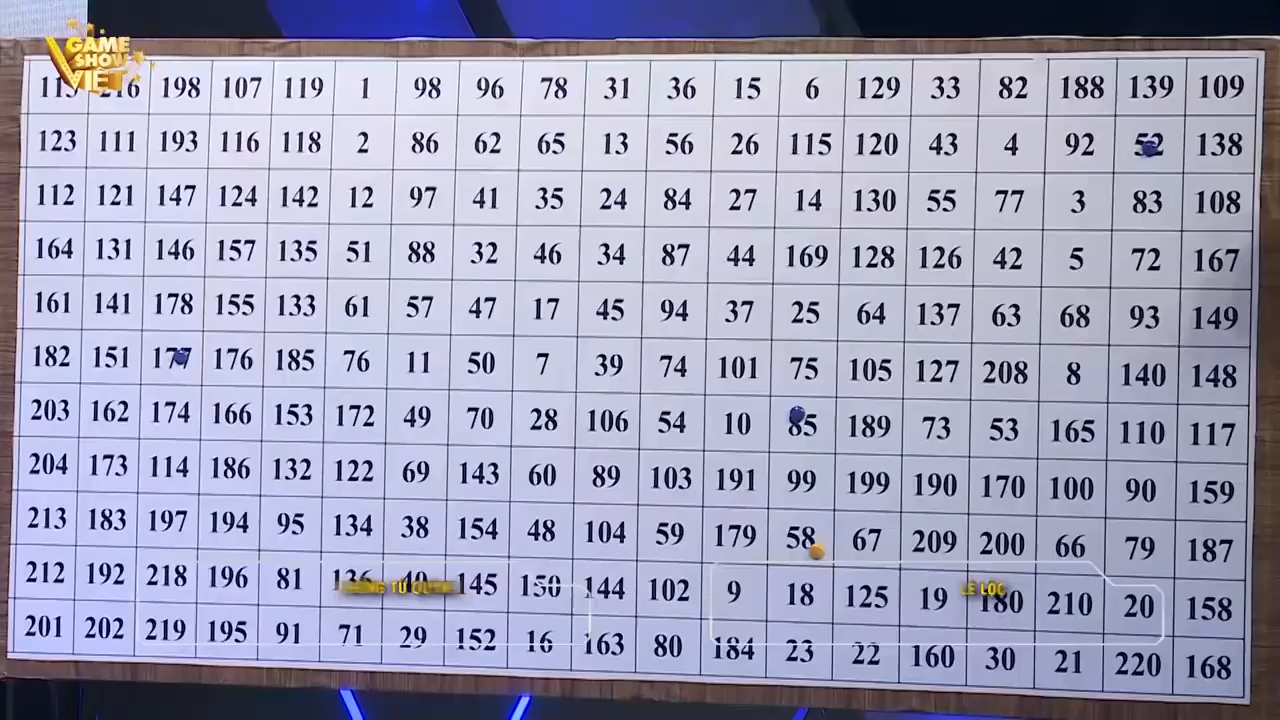 GAME
SHOW
VIỆT
198 107 119 1 98 96 78 31 36 15 6 129 33 82 188 139 109
123 111 193 116 118 2 86 62 65 13 56 26 115 120 43 4 92 52 138
112 121 147 124 142 12 97 41 35 24 84 27 14 130 55 77 3 83 108
164 131 146 157 135 51 88 32 46 34 87 44 169 128 126 42 5 72 167
161 141 178 155 133 61 57 47 17 45 94 37 25 64 137 63 68 93 149
182 151 177 176 185 76 11 50 7 39 74 101 75 105 127 208 8 140 148
203 162 174 166 153 172 49 70 28 106 54 10 85 189 73 53 165 110 117
204 173 114 186 132 122 69 143 60 89 103 191 99 199 190 170 100 90 159
213 183 197 194 95 134 38 154 48 104 59 179 58 67 209 200 66 79 187
212 192 218 196 81 136 40 145 150 144 102 9 18 125 19 180 210 20 158
LÊ LỘC
201 202 219 195 91 71 29 152 16 163 80 184 23 22 160 30 21 220 168